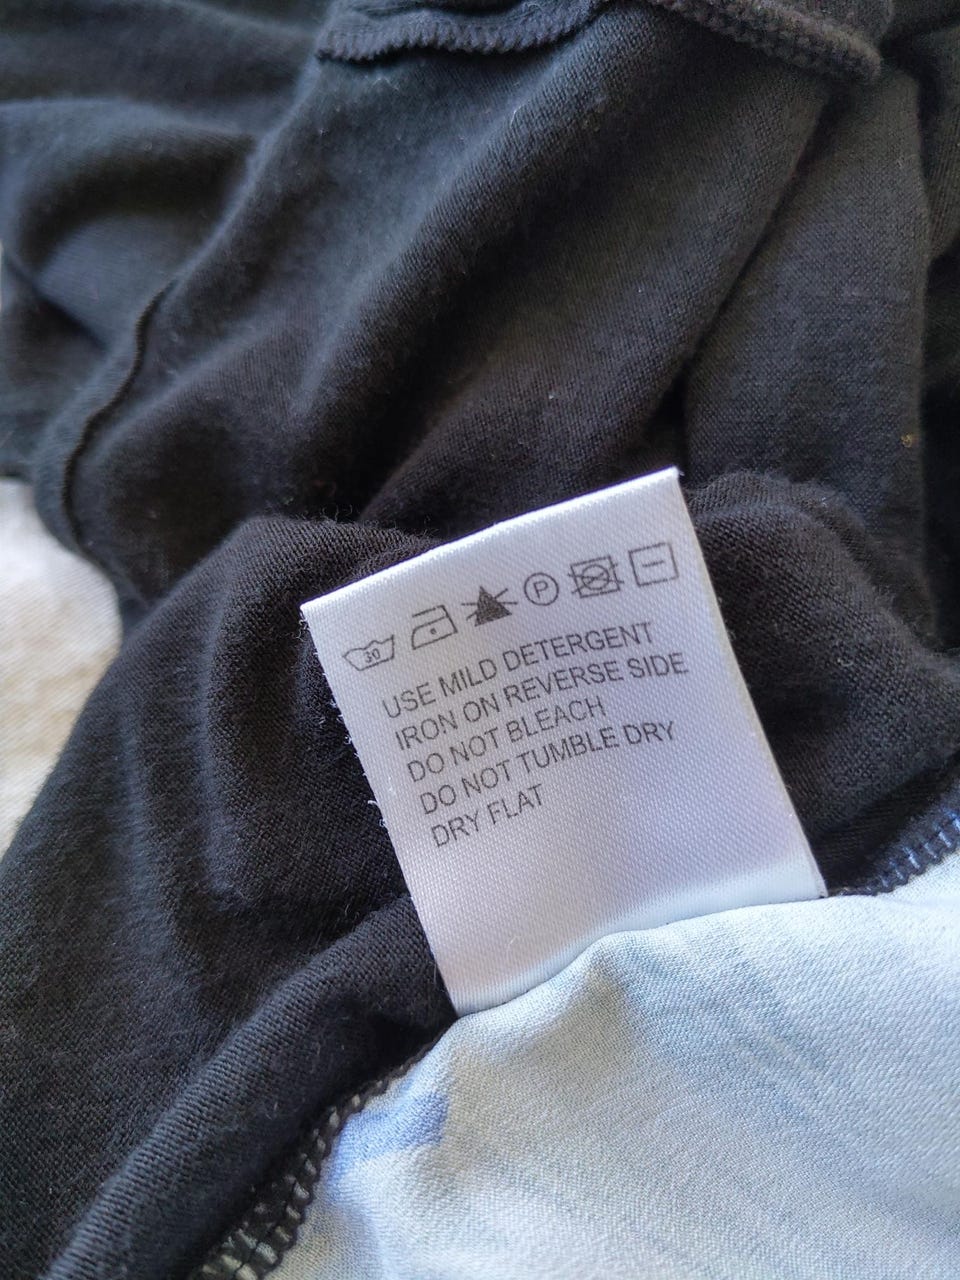 30 P
USE MILD DETERGENT
IRON ON REVERSE SIDE
DO NOT BLEACH
DO NOT TUMBLE DRY
DRY FLAT